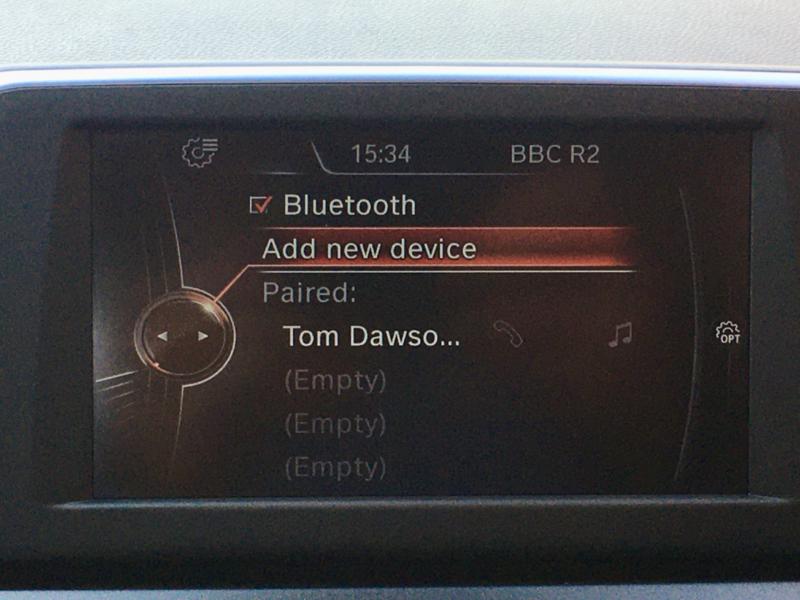 15:34 BBC R2
Bluetooth
Add new device
Paired:
Tom Dawso...
OPT
(Empty)
(Empty)
(Empty)